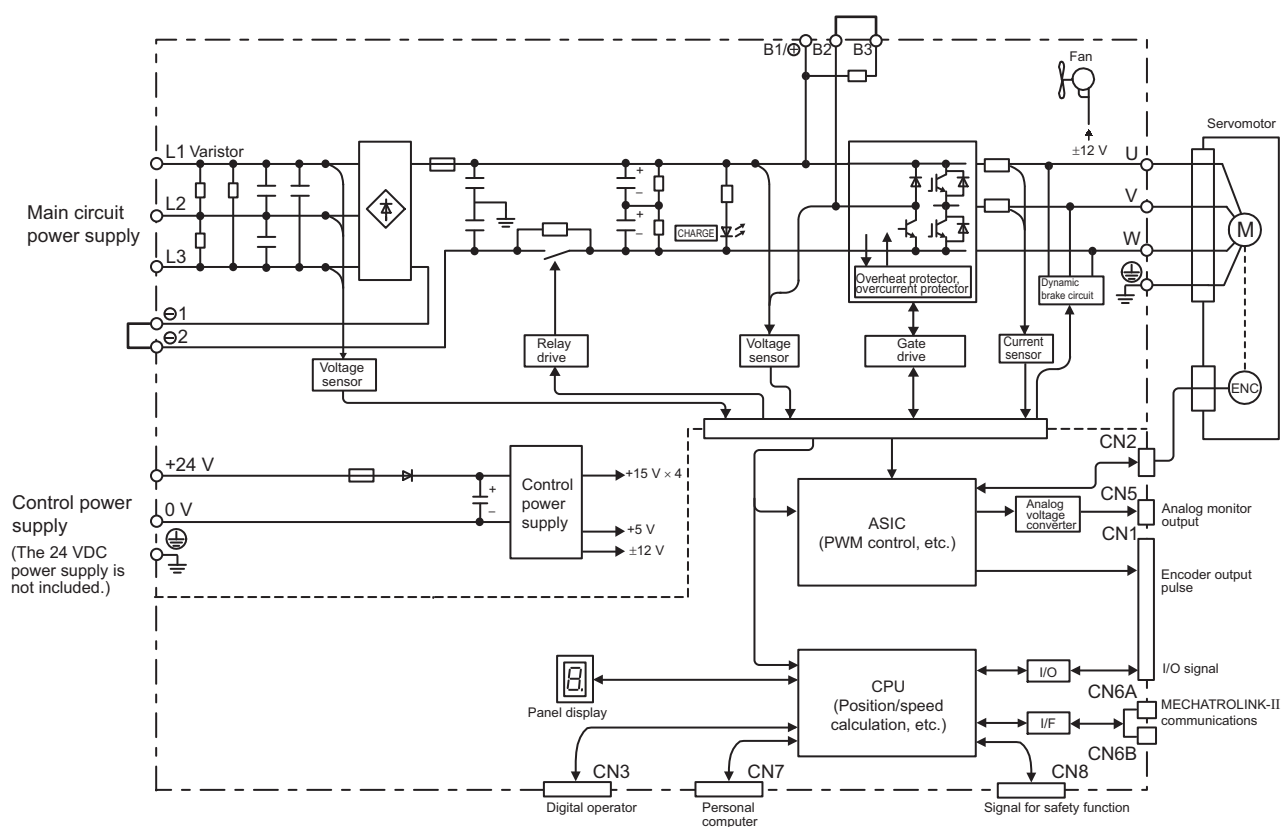 B1/⊕
B2
B3
Fan
±12 V
Servomotor
L1 Varistor
L2
L3
Main circuit
power supply
⊖1
⊖2
+
–
+
–
CHARGE
Overheat protector,
overcurrent protector
U
V
W
M
Dynamic
brake circuit
Voltage
sensor
Relay
drive
Voltage
sensor
Gate
drive
Current
sensor
ENC
+24 V
0 V
Control power
supply
(The 24 VDC
power supply is
not included.)
+
–
Control
power
supply
+15 V × 4
+5 V
±12 V
ASIC
(PWM control, etc.)
Analog
voltage
converter
CN2
CN5
Analog monitor
output
CN1
Encoder output
pulse
I/O signal
CPU
(Position/speed
calculation, etc.)
I/O
I/F
CN6A
MECHATROLINK-II
communications
CN6B
8.
Panel display
CN3
Digital operator
CN7
Personal
computer
CN8
Signal for safety function